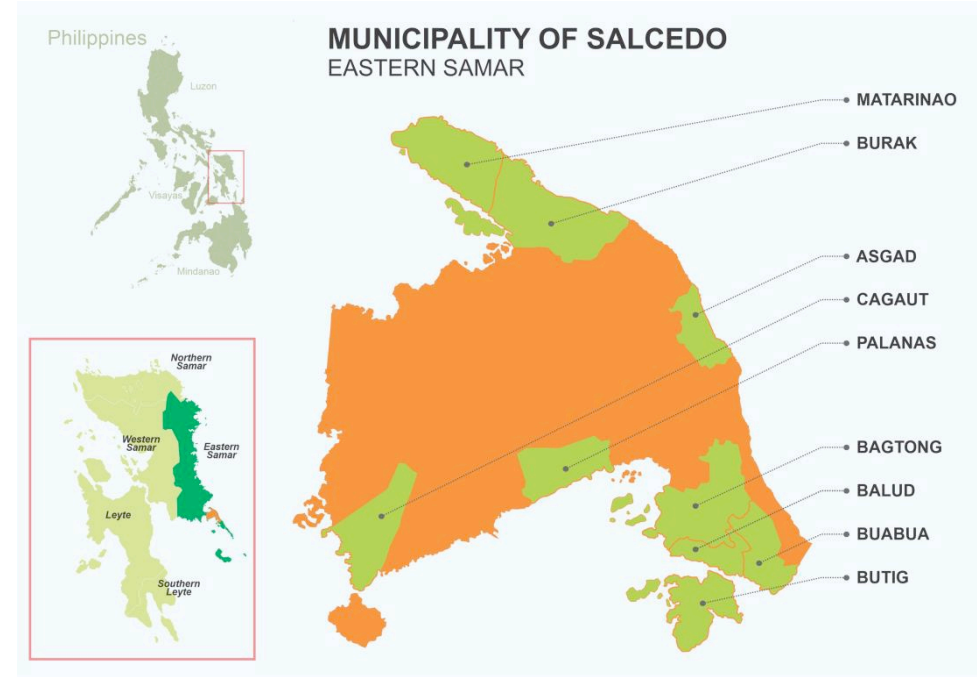 Philippines
Luzon
Visayas
Mindanao
MUNICIPALITY OF SALCEDO
EASTERN SAMAR
MATARINAO
BURAK
ASGAD
CAGAUT
PALANAS
BAGTONG
BALUD
BUABUA
BUTIG
Northern
Samar
Western
Samar
Eastern
Samar
Leyte
Southern
Leyte